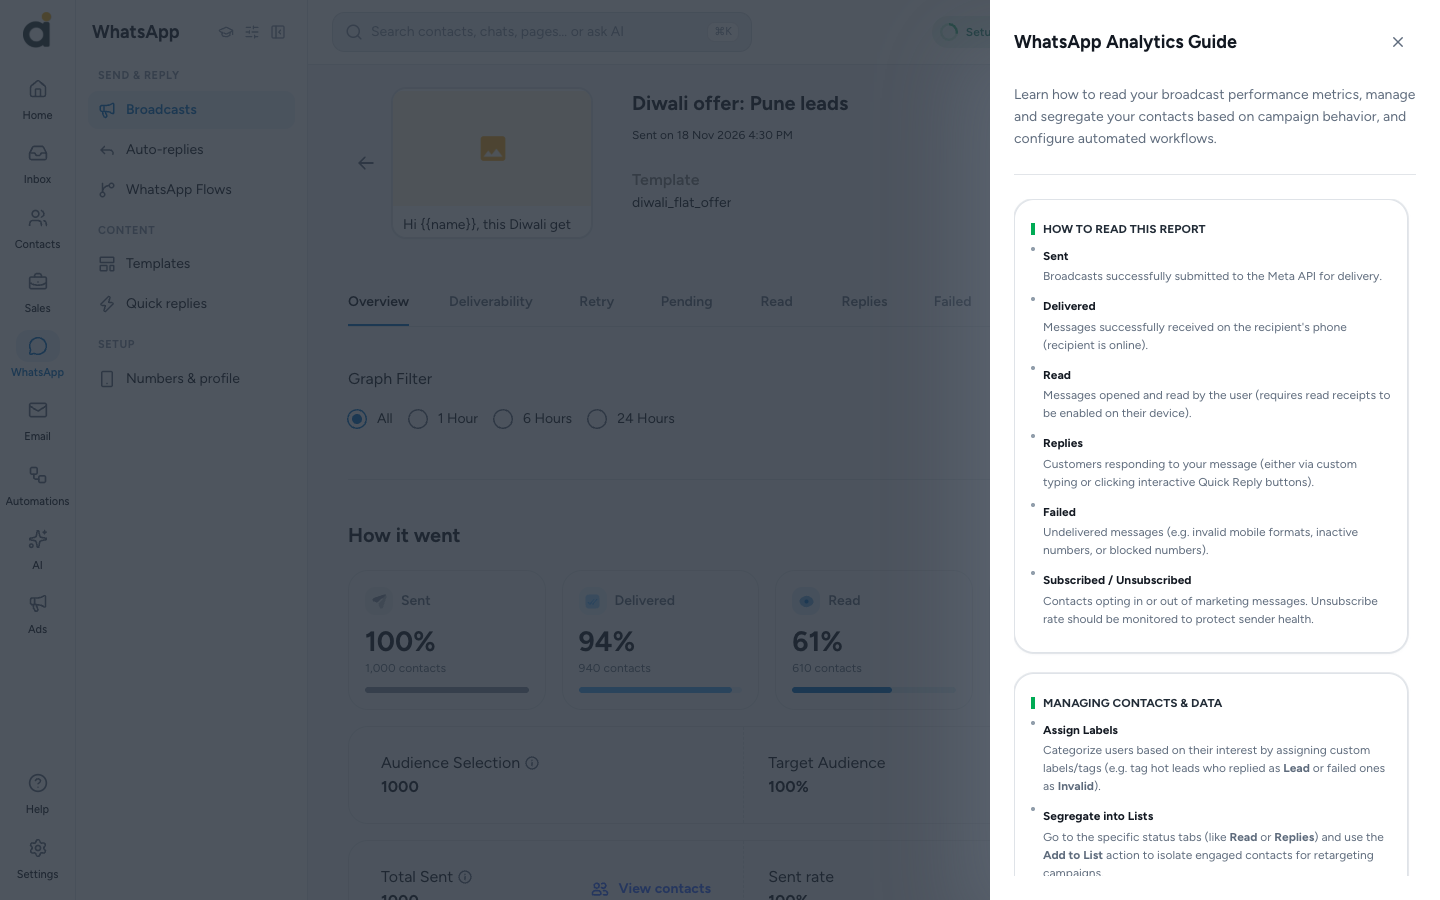 Home
Inbox
Contacts
Sales
WhatsApp
Email
Automations
AI
Ads
Help
Settings
WhatsApp
SEND & REPLY
Broadcasts
Auto-replies
WhatsApp Flows
CONTENT
Templates
Quick replies
SETUP
Numbers & profile
Search contacts, chats, pages... or ask AI
⌘K
Hi {{name}}, this Diwali get
Diwali offer: Pune leads
Sent on 18 Nov 2026 4:30 PM
Template
diwali_flat_offer
Overview Deliverability Retry Pending Read Replies Failed
Graph Filter
All 1 Hour 6 Hours 24 Hours
How it went
Sent
100%
1,000 contacts
Delivered
94%
940 contacts
Read
61%
610 contacts
Audience Selection
1000
Target Audience
100%
Total Sent
1000
View contacts
Sent rate
100%
WhatsApp Analytics Guide
Learn how to read your broadcast performance metrics, manage
and segregate your contacts based on campaign behavior, and
configure automated workflows.
HOW TO READ THIS REPORT
Sent
Broadcasts successfully submitted to the Meta API for delivery.
Delivered
Messages successfully received on the recipient's phone
(recipient is online).
Read
Messages opened and read by the user (requires read receipts to
be enabled on their device).
Replies
Customers responding to your message (either via custom
typing or clicking interactive Quick Reply buttons).
Failed
Undelivered messages (e.g. invalid mobile formats, inactive
numbers, or blocked numbers).
Subscribed / Unsubscribed
Contacts opting in or out of marketing messages. Unsubscribe
rate should be monitored to protect sender health.
MANAGING CONTACTS & DATA
Assign Labels
Categorize users based on their interest by assigning custom
labels/tags (e.g. tag hot leads who replied as Lead or failed ones
as Invalid).
Segregate into Lists
Go to the specific status tabs (like Read or Replies) and use the
Add to List action to isolate engaged contacts for retargeting
campaigns.